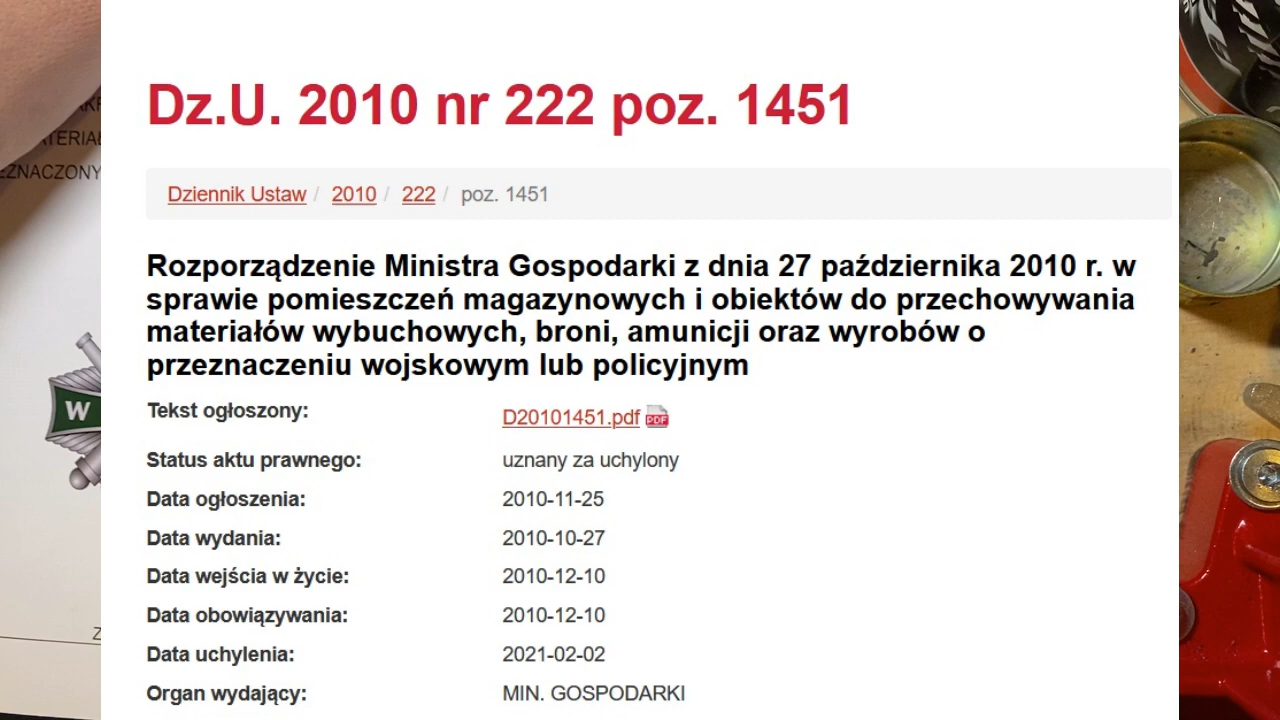 Dz.U. 2010 nr 222 poz. 1451
Dziennik Ustaw / 2010 / 222 / poz. 1451
Rozporządzenie Ministra Gospodarki z dnia 27 października 2010 r. w
sprawie pomieszczeń magazynowych i obiektów do przechowywania
materiałów wybuchowych, broni, amunicji oraz wyrobów o
przeznaczeniu wojskowym lub policyjnym
Tekst ogłoszony: D20101451.pdf PDF
Status aktu prawnego: uznany za uchylony
Data ogłoszenia: 2010-11-25
Data wydania: 2010-10-27
Data wejścia w życie: 2010-12-10
Data obowiązywania: 2010-12-10
Data uchylenia: 2021-02-02
Organ wydający: MIN. GOSPODARKI
W